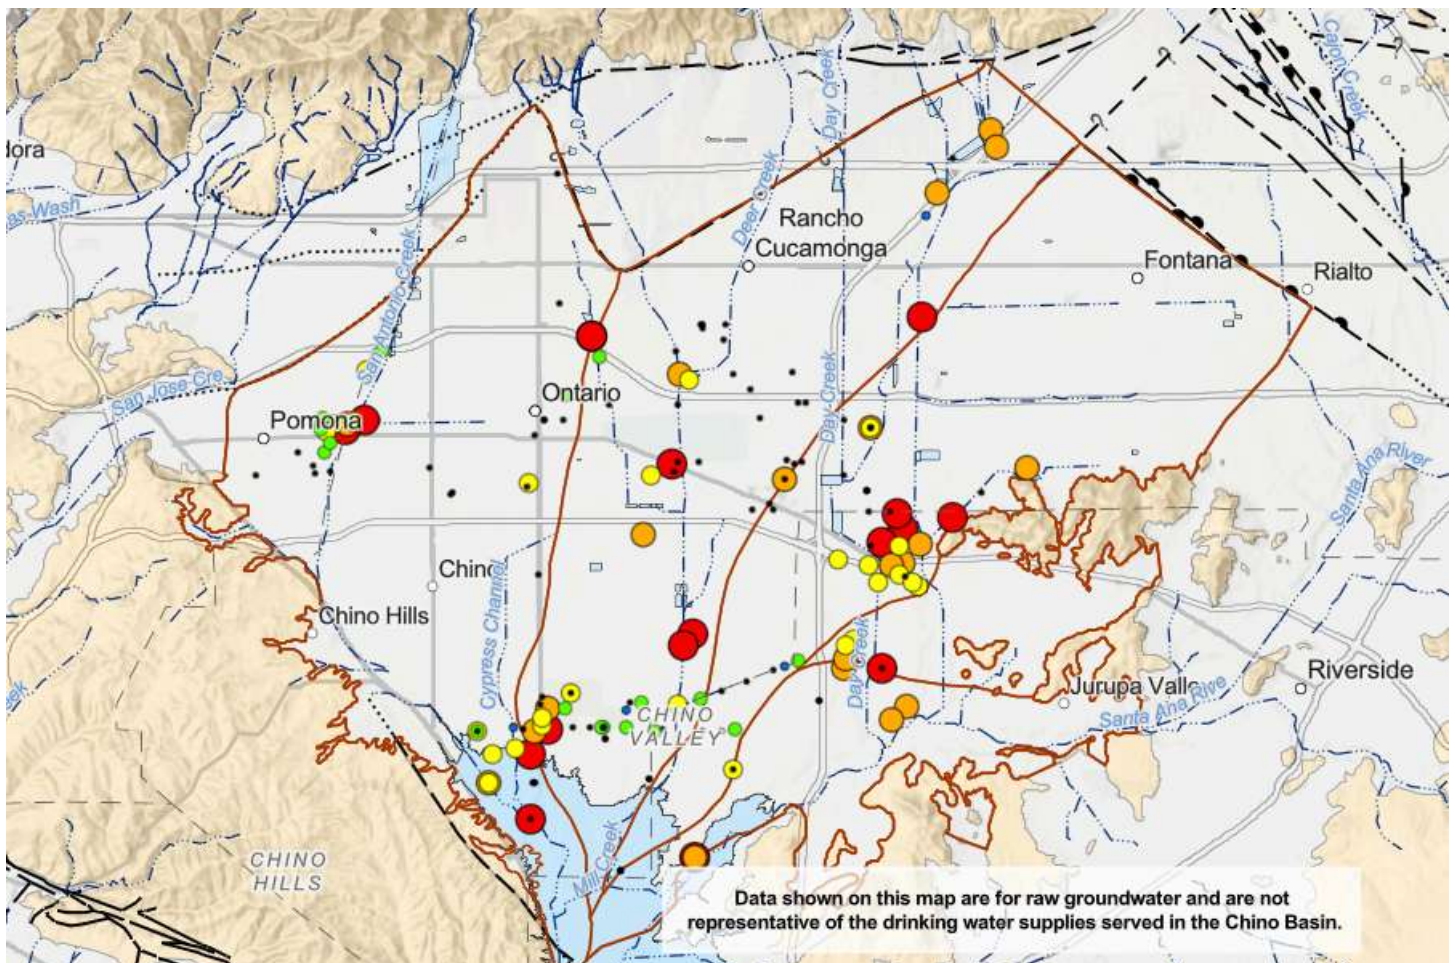 Cajon Creek
Day Creek
dora
as Wash
Deer Creek
Rancho
Cucamonga
Fontana
Rialto
San Antonio Creek
San Jose Cre
Ontario
Pomona
Day Creek
Santa Ana River
Chino
Cypress Channel
Chino Hills
Day Creek
Riverside
Jurupa Valle
Santa Ana Rive
CHINO
VALLEY
reek
Mill Creek
CHINO
HILLS
Data shown on this map are for raw groundwater and are not
representative of the drinking water supplies served in the Chino Basin.